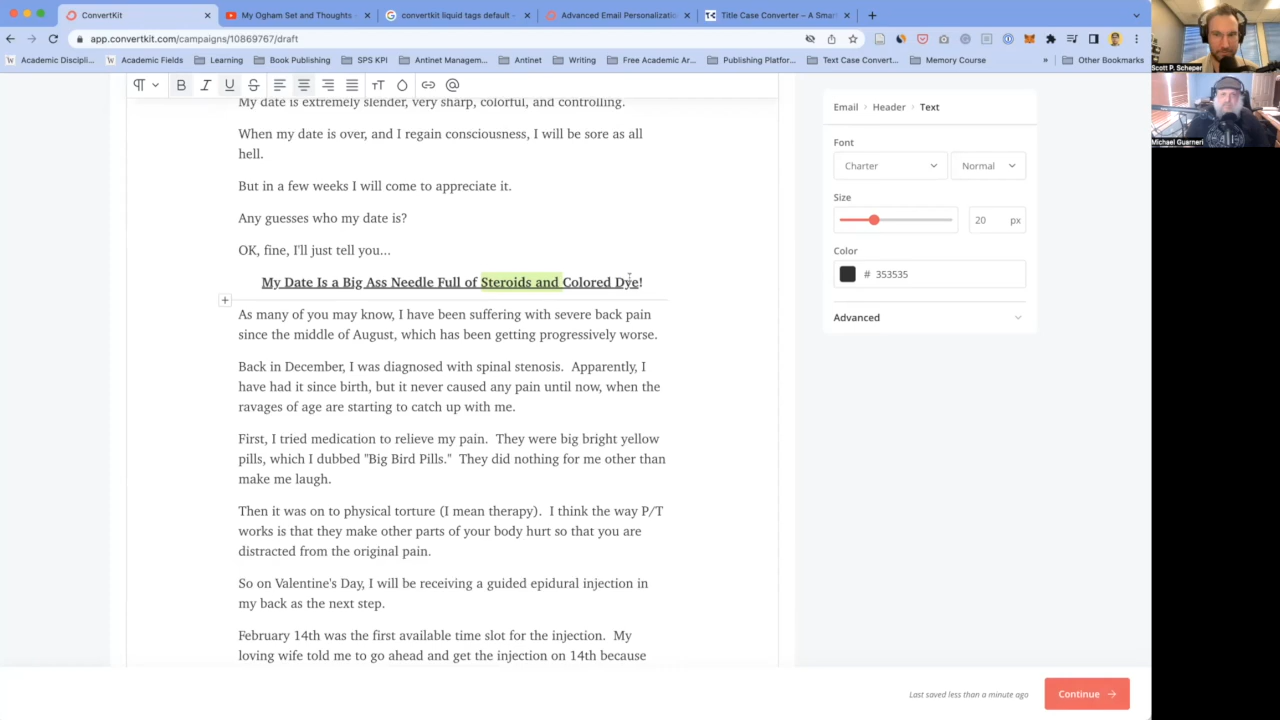 ConvertKit
My Ogham Set and Thoughts -
convertkit liquid tags default -
Advanced Email Personalizatio
Title Case Converter – A Smar
app.convertkit.com/campaigns/10869767/draft
Academic Disciplin...
Academic Fields
Learning
SPS KPI
Antinet Managem...
Antinet
Writing
Free Academic Ar...
Publishing Platfor...
Text Case Convert...
Memory Course
»
Other Bookmarks
Scott P. Scheper
Michael Guarneri
My date is extremely slender, very sharp, colorful, and controlling.
When my date is over, and I regain consciousness, I will be sore as all
hell.
But in a few weeks I will come to appreciate it.
Any guesses who my date is?
OK, fine, I'll just tell you...
My Date Is a Big Ass Needle Full of Steroids and Colored Dye!
As many of you may know, I have been suffering with severe back pain
since the middle of August, which has been getting progressively worse.
Back in December, I was diagnosed with spinal stenosis.  Apparently, I
have had it since birth, but it never caused any pain until now, when the
ravages of age are starting to catch up with me.
First, I tried medication to relieve my pain.  They were big bright yellow
pills, which I dubbed "Big Bird Pills."  They did nothing for me other than
make me laugh.
Then it was on to physical torture (I mean therapy).  I think the way P/T
works is that they make other parts of your body hurt so that you are
distracted from the original pain.
So on Valentine's Day, I will be receiving a guided epidural injection in
my back as the next step.
February 14th was the first available time slot for the injection.  My
loving wife told me to go ahead and get the injection on 14th because
Email > Header > Text
Font
Charter
Normal
Size
20 px
Color
# 353535
Advanced
Last saved less than a minute ago
Continue →